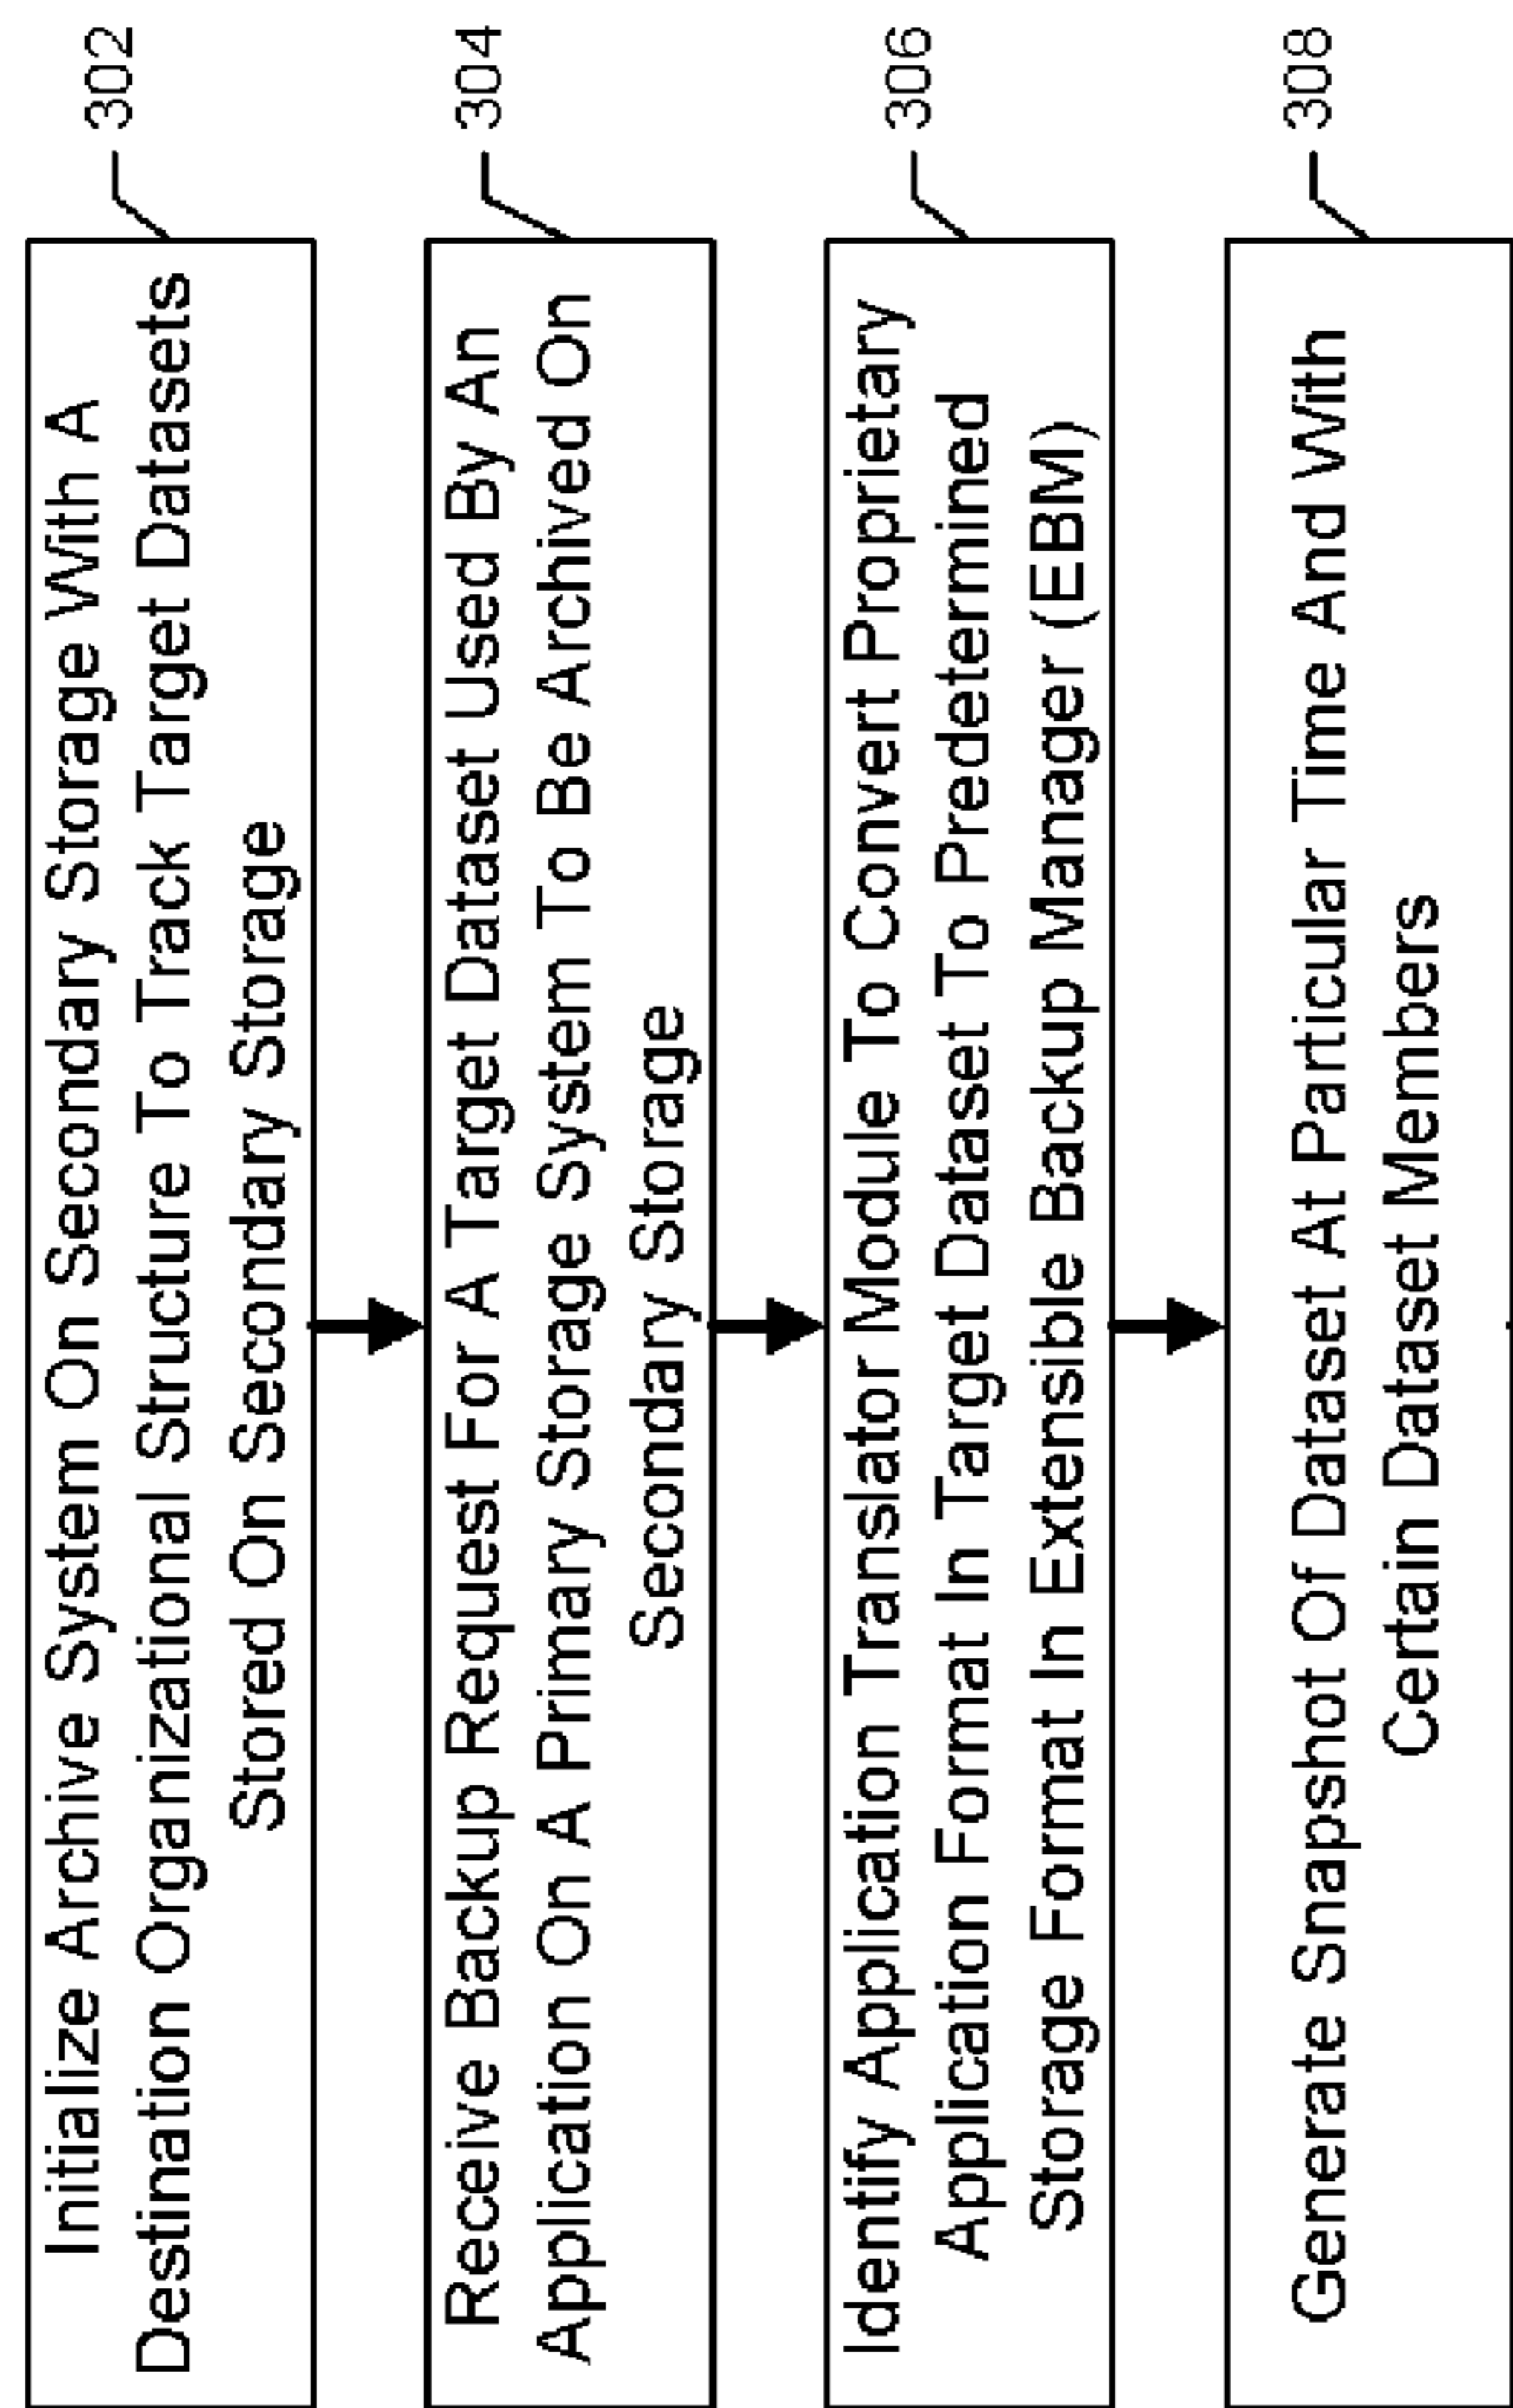 302
Initialize Archive System On Secondary Storage With A
Destination Organizational Structure To Track Target Datasets
Stored On Secondary Storage
304
Receive Backup Request For A Target Dataset Used By An
Application On A Primary Storage System To Be Archived On
Secondary Storage
306
Identify Application Translator Module To Convert Proprietary
Application Format In Target Dataset To Predetermined
Storage Format In Extensible Backup Manager (EBM)
308
Generate Snapshot Of Dataset At Particular Time And With
Certain Dataset Members